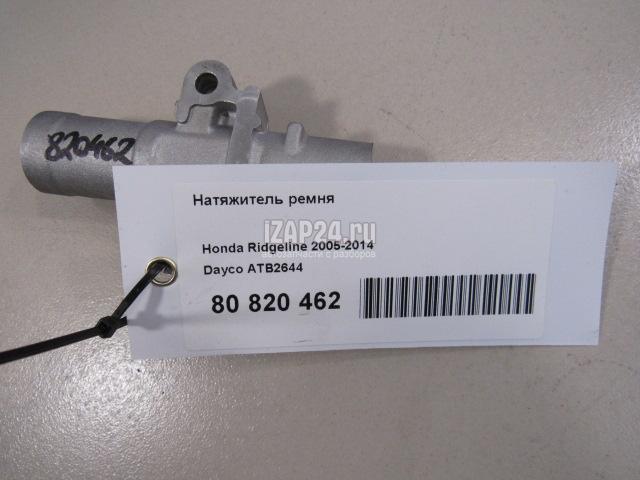 820462
Натяжитель ремня
iZAP24.ru
автозапчасти с разборов
Honda Ridgeline 2005-2014
Dayco ATB2644
80 820 462